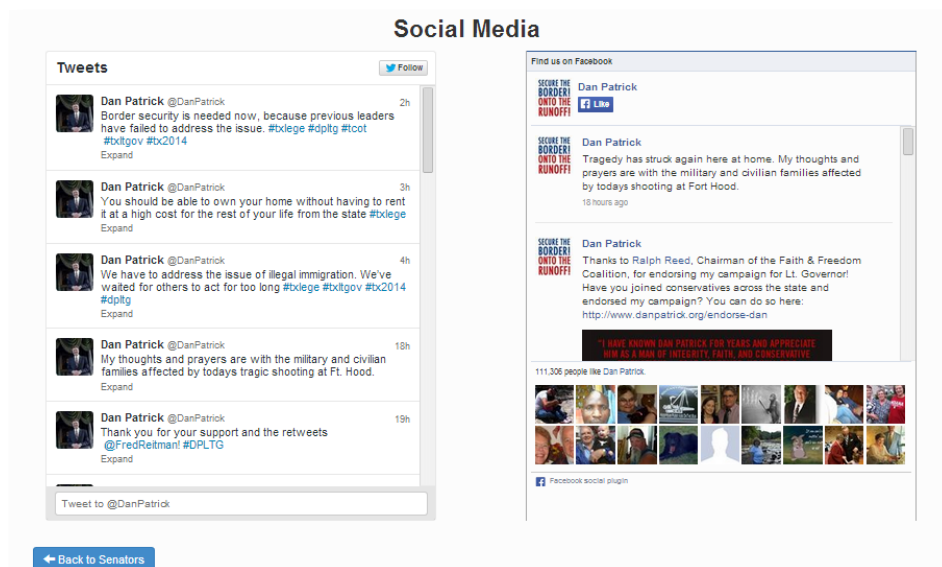 Social Media
Tweets
Follow
Dan Patrick @DanPatrick 2h
Border security is needed now, because previous leaders
have failed to address the issue. #txlege #dpltg #tcot
#txltgov #tx2014
Expand
Dan Patrick @DanPatrick 3h
You should be able to own your home without having to rent
it at a high cost for the rest of your life from the state #txlege
Expand
Dan Patrick @DanPatrick 4h
We have to address the issue of illegal immigration. We've
waited for others to act for too long #txlege #txltgov #tx2014
#dpltg
Expand
Dan Patrick @DanPatrick 18h
My thoughts and prayers are with the military and civilian
families affected by todays tragic shooting at Ft. Hood.
Expand
Dan Patrick @DanPatrick 19h
Thank you for your support and the retweets
@FredReitman! #DPLTG
Expand
Tweet to @DanPatrick
Find us on Facebook
SECURE THE
BORDER!
ONTO THE
RUNOFF!
Dan Patrick
Like
SECURE THE
BORDER!
ONTO THE
RUNOFF!
Dan Patrick
Tragedy has struck again here at home. My thoughts and
prayers are with the military and civilian families affected
by todays shooting at Fort Hood.
18 hours ago
SECURE THE
BORDER!
ONTO THE
RUNOFF!
Dan Patrick
Thanks to Ralph Reed, Chairman of the Faith & Freedom
Coalition, for endorsing my campaign for Lt. Governor!
Have you joined conservatives across the state and
endorsed my campaign? You can do so here:
http://www.danpatrick.org/endorse-dan
"I HAVE KNOWN DAN PATRICK FOR YEARS AND APPRECIATE
HIM AS A MAN OF INTEGRITY, FAITH, AND CONSERVATIVE
111,306 people like Dan Patrick.
Facebook social plugin
Back to Senators